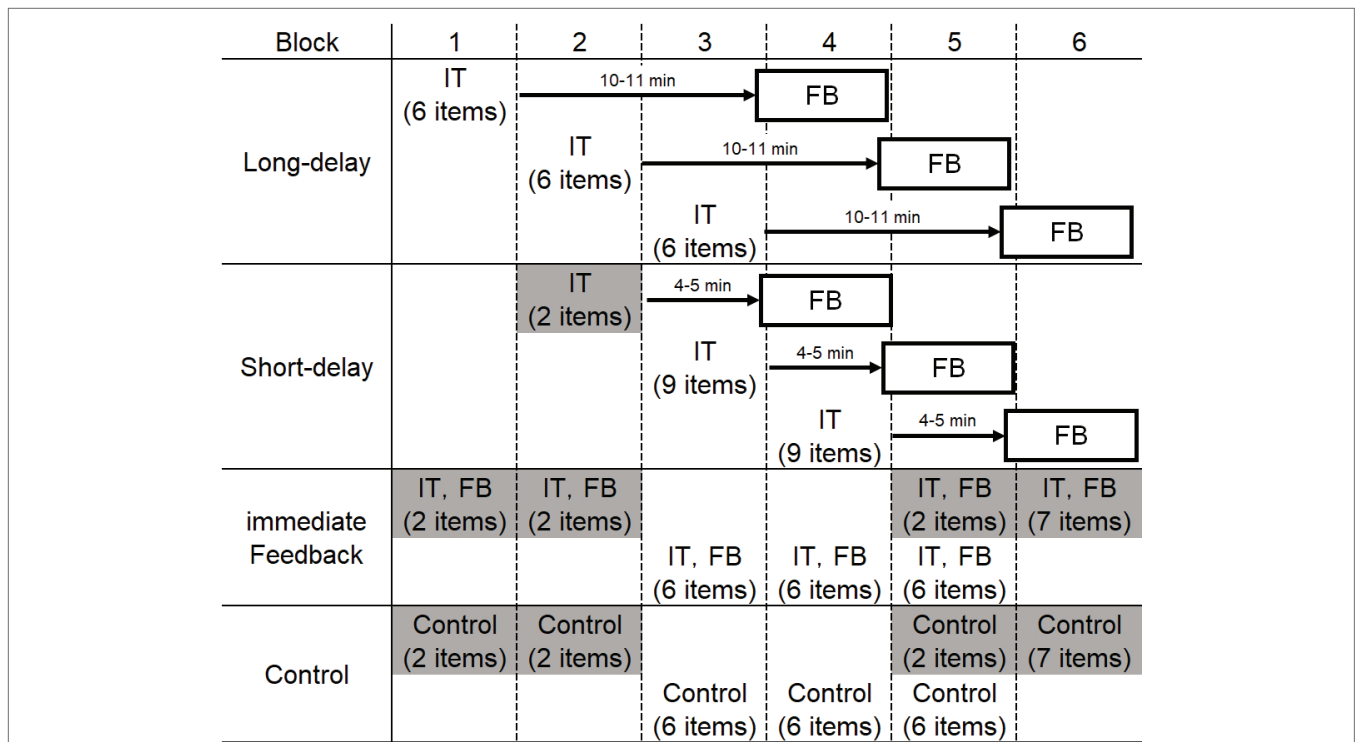 Block 1 2 3 4 5 6
Long-delay
IT
(6 items)
10-11 min
FB
IT
(6 items)
10-11 min
FB
IT
(6 items)
10-11 min
FB
Short-delay
IT
(2 items)
4-5 min
FB
IT
(9 items)
4-5 min
FB
IT
(9 items)
4-5 min
FB
immediate
Feedback
IT, FB IT, FB IT, FB IT, FB
(2 items) (2 items) (2 items) (7 items)
IT, FB IT, FB IT, FB
(6 items) (6 items) (6 items)
Control
Control Control Control Control
(2 items) (2 items) (2 items) (7 items)
Control Control Control
(6 items) (6 items) (6 items)